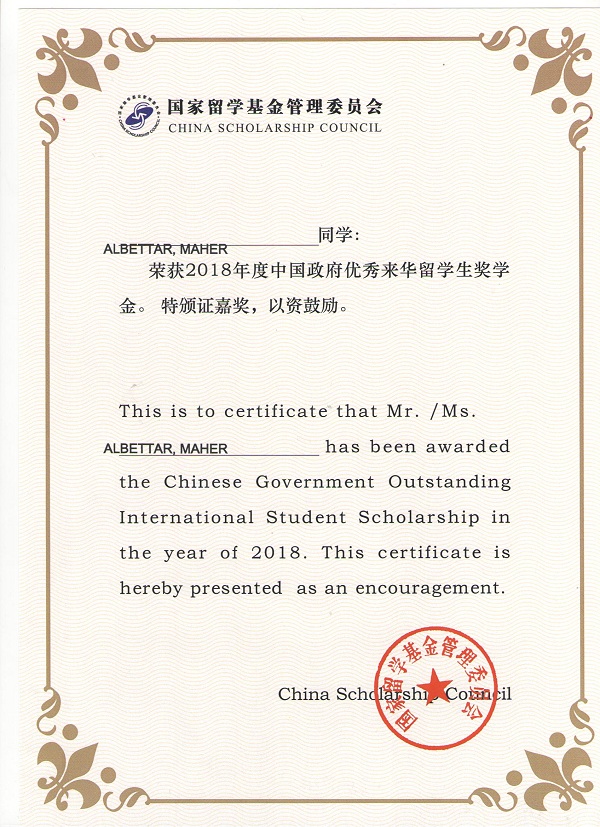 国家留学基金管理委员会
CHINA SCHOLARSHIP COUNCIL
ALBETTAR, MAHER 同学:
荣获2018年度中国政府优秀来华留学生奖学
金。 特颁证嘉奖，以资鼓励。
This is to certificate that Mr. /Ms.
ALBETTAR, MAHER has been awarded
the Chinese Government Outstanding
International Student Scholarship in
the year of 2018. This certificate is
hereby presented as an encouragement.
China Scholarship Council
国家留学基金管理委员会